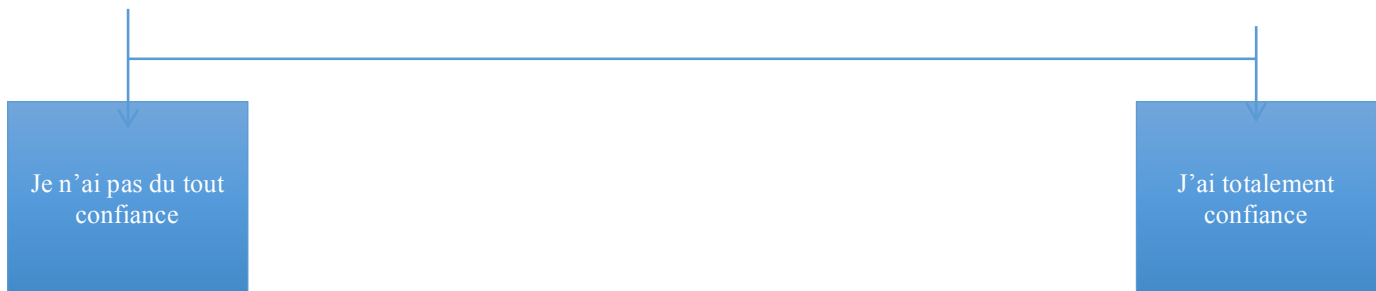 Je n’ai pas du tout
confiance
J’ai totalement
confiance